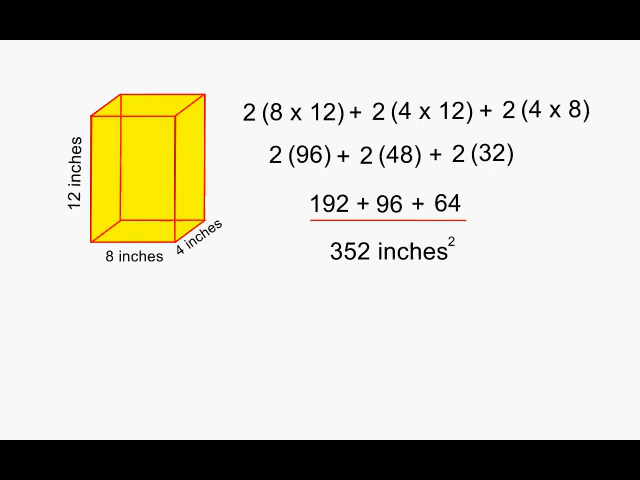 2 (8 x 12) + 2 (4 x 12) + 2 (4 x 8)
2 (96) + 2 (48) + 2 (32)
192 + 96 + 64
352 inches²
12 inches
8 inches
4 inches